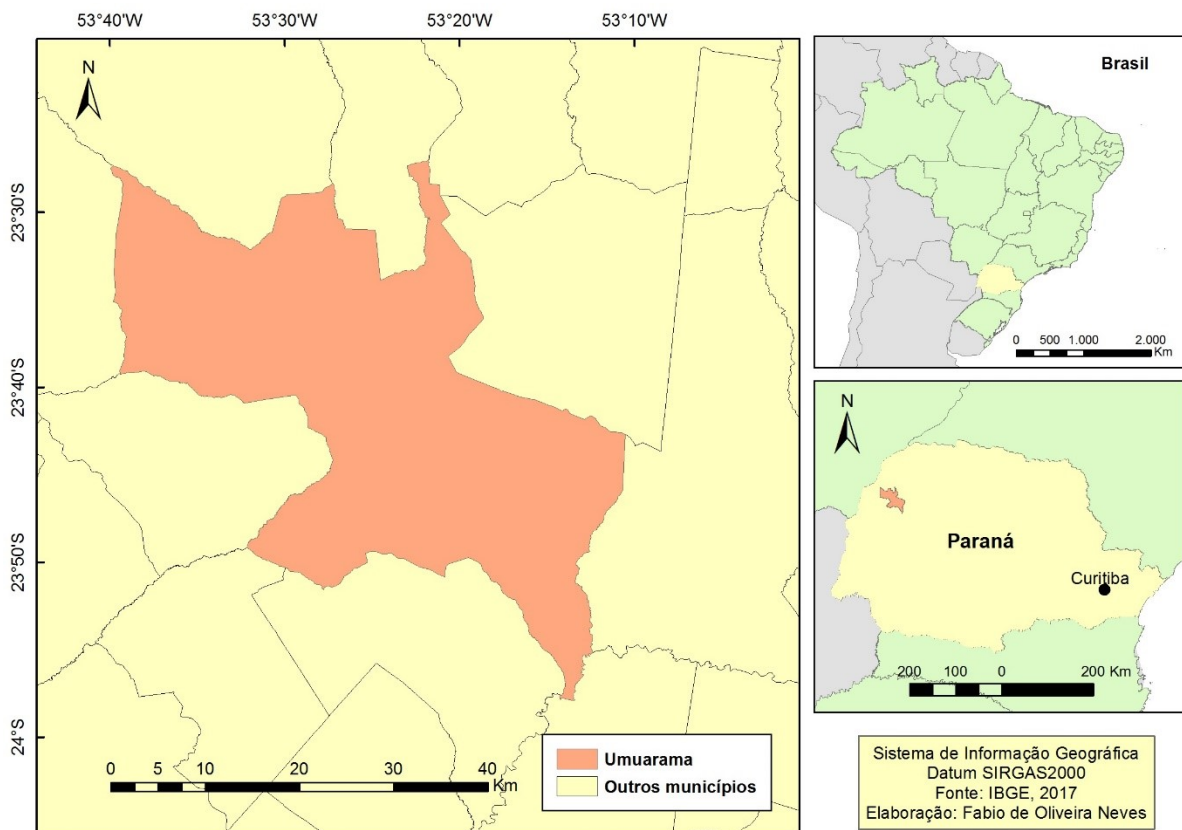 53°40'W 53°30'W 53°20'W 53°10'W
N
23°30'S
23°40'S
23°50'S
24°S
0 5 10 20 30 40
Km
Umuarama
Outros municípios
Brasil
0 500 1.000 2.000
Km
N
Paraná
Curitiba
200 100 0 200 Km
Sistema de Informação Geográfica
Datum SIRGAS2000
Fonte: IBGE, 2017
Elaboração: Fabio de Oliveira Neves